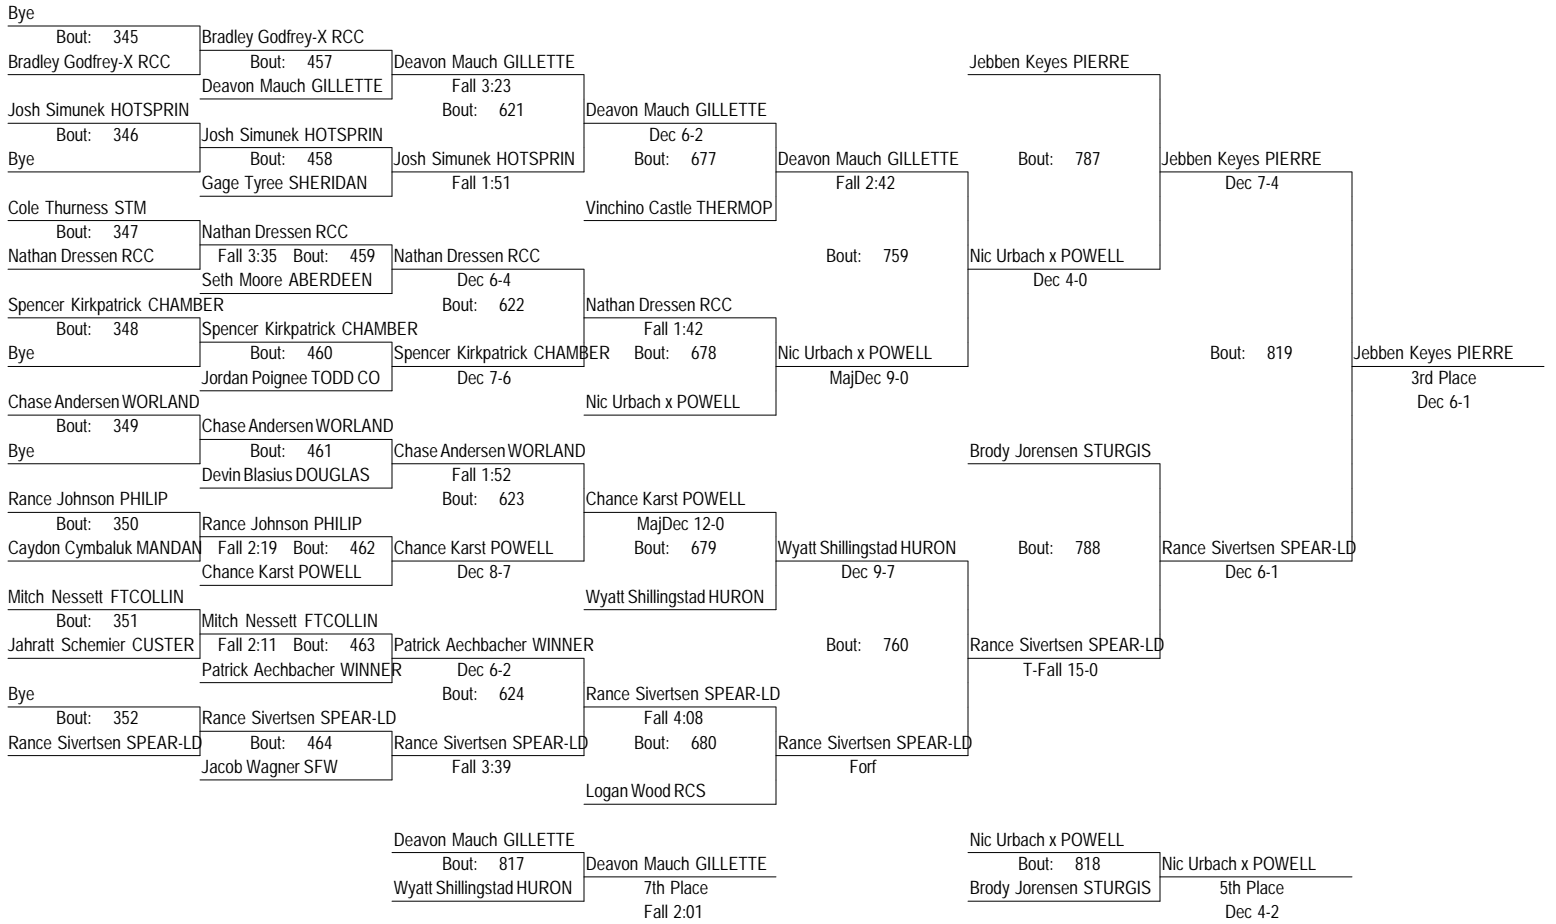 Bye
Bout: 345 Bradley Godfrey-X RCC
Bradley Godfrey-X RCC Bout: 457 Deavon Mauch GILLETTE Jebben Keyes PIERRE
Deavon Mauch GILLETTE Fall 3:23
Josh Simunek HOTSPRIN Bout: 621 Deavon Mauch GILLETTE
Bout: 346 Josh Simunek HOTSPRIN Dec 6-2
Bye Bout: 458 Josh Simunek HOTSPRIN Bout: 677 Deavon Mauch GILLETTE Bout: 787 Jebben Keyes PIERRE
Gage Tyree SHERIDAN Fall 1:51 Fall 2:42 Dec 7-4
Cole Thurness STM Vinchino Castle THERMOP
Bout: 347 Nathan Dressen RCC
Nathan Dressen RCC Fall 3:35 Bout: 459 Nathan Dressen RCC Bout: 759 Nic Urbach x POWELL
Seth Moore ABERDEEN Dec 6-4 Dec 4-0
Spencer Kirkpatrick CHAMBER Bout: 622 Nathan Dressen RCC
Bout: 348 Spencer Kirkpatrick CHAMBER Fall 1:42
Bye Bout: 460 Spencer Kirkpatrick CHAMBER Bout: 678 Nic Urbach x POWELL Bout: 819 Jebben Keyes PIERRE
Jordan Poignee TODD CO Dec 7-6 MajDec 9-0 3rd Place
Chase Andersen WORLAND Nic Urbach x POWELL Dec 6-1
Bout: 349 Chase Andersen WORLAND
Bye Bout: 461 Chase Andersen WORLAND Brody Jorensen STURGIS
Devin Blasius DOUGLAS Fall 1:52
Rance Johnson PHILIP Bout: 623 Chance Karst POWELL
Bout: 350 Rance Johnson PHILIP MajDec 12-0
Caydon Cymbaluk MANDAN Fall 2:19 Bout: 462 Chance Karst POWELL Bout: 679 Wyatt Shillingstad HURON Bout: 788 Rance Sivertsen SPEAR-LD
Chance Karst POWELL Dec 8-7 Dec 9-7 Dec 6-1
Mitch Nessett FTCOLLIN Wyatt Shillingstad HURON
Bout: 351 Mitch Nessett FTCOLLIN
Jahratt Schemier CUSTER Fall 2:11 Bout: 463 Patrick Aechbacher WINNER Bout: 760 Rance Sivertsen SPEAR-LD
Patrick Aechbacher WINNER Dec 6-2 T-Fall 15-0
Bye Bout: 624 Rance Sivertsen SPEAR-LD
Bout: 352 Rance Sivertsen SPEAR-LD Fall 4:08
Rance Sivertsen SPEAR-LD Bout: 464 Rance Sivertsen SPEAR-LD Bout: 680 Rance Sivertsen SPEAR-LD
Jacob Wagner SFW Fall 3:39 Forf
Logan Wood RCS
Deavon Mauch GILLETTE Nic Urbach x POWELL
Bout: 817 Deavon Mauch GILLETTE Bout: 818 Nic Urbach x POWELL
Wyatt Shillingstad HURON 7th Place Brody Jorensen STURGIS 5th Place
Fall 2:01 Dec 4-2